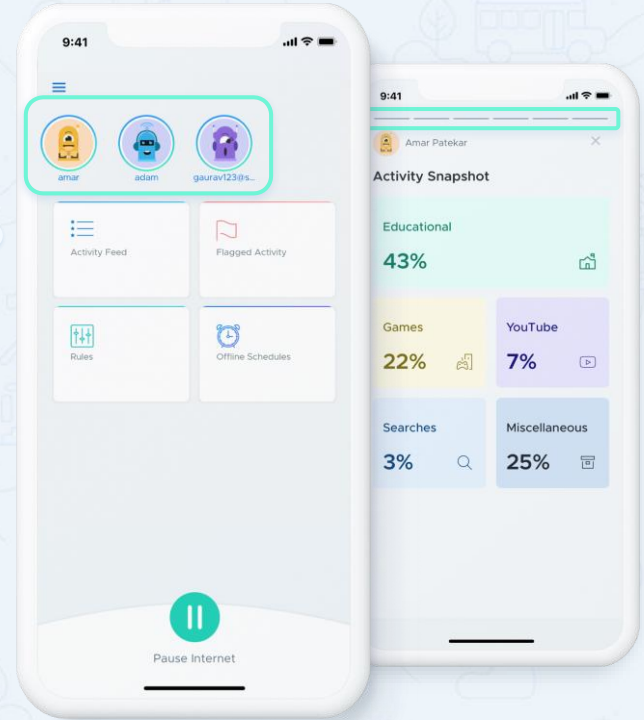 9:41
amar adam gaurav123@s...
Activity Feed Flagged Activity
Rules Offline Schedules
Pause Internet
9:41
Amar Patekar
Activity Snapshot
Educational
43%
Games YouTube
22% 7%
Searches Miscellaneous
3% 25%